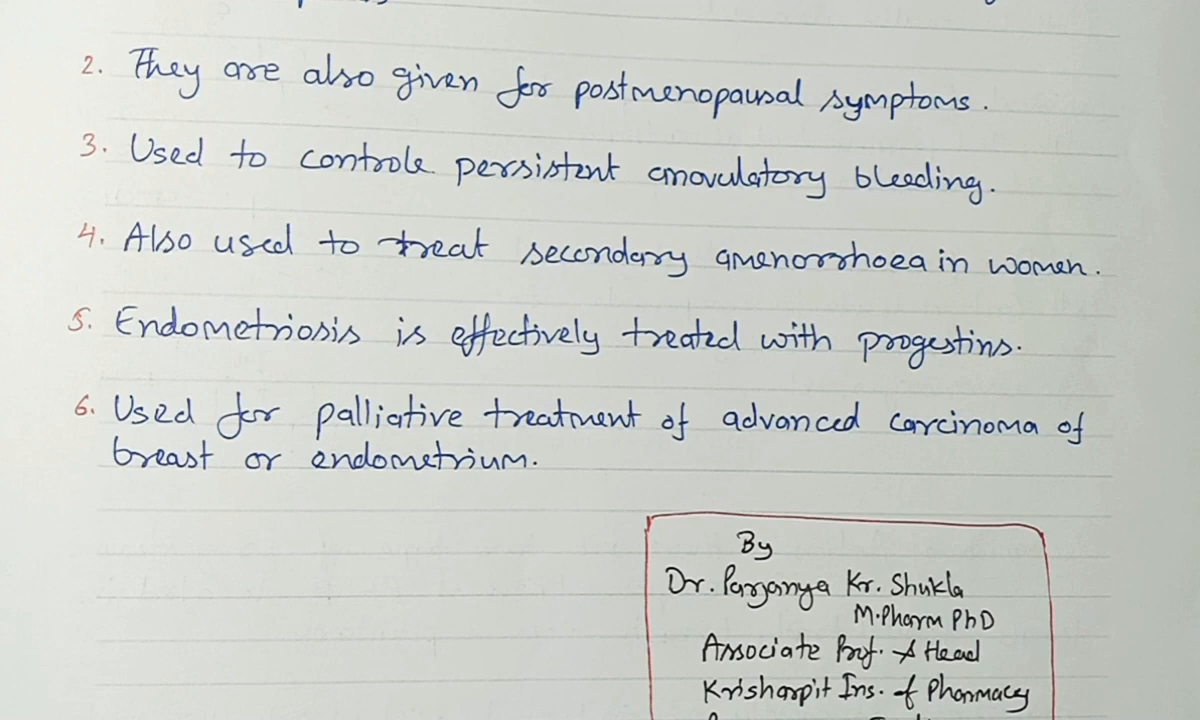 2. They are also given for postmenopausal symptoms.
3. Used to controle persistent anovulatory bleeding.
4. Also used to treat secondary amenorrhoea in women.
5. Endometriosis is effectively treated with progestins.
6. Used for palliative treatment of advanced carcinoma of
breast or endometrium.
By
Dr. Parjanya Kr. Shukla
M.Pharm PhD
Associate Prof. & Head
Krisharpit Ins. of Pharmacy